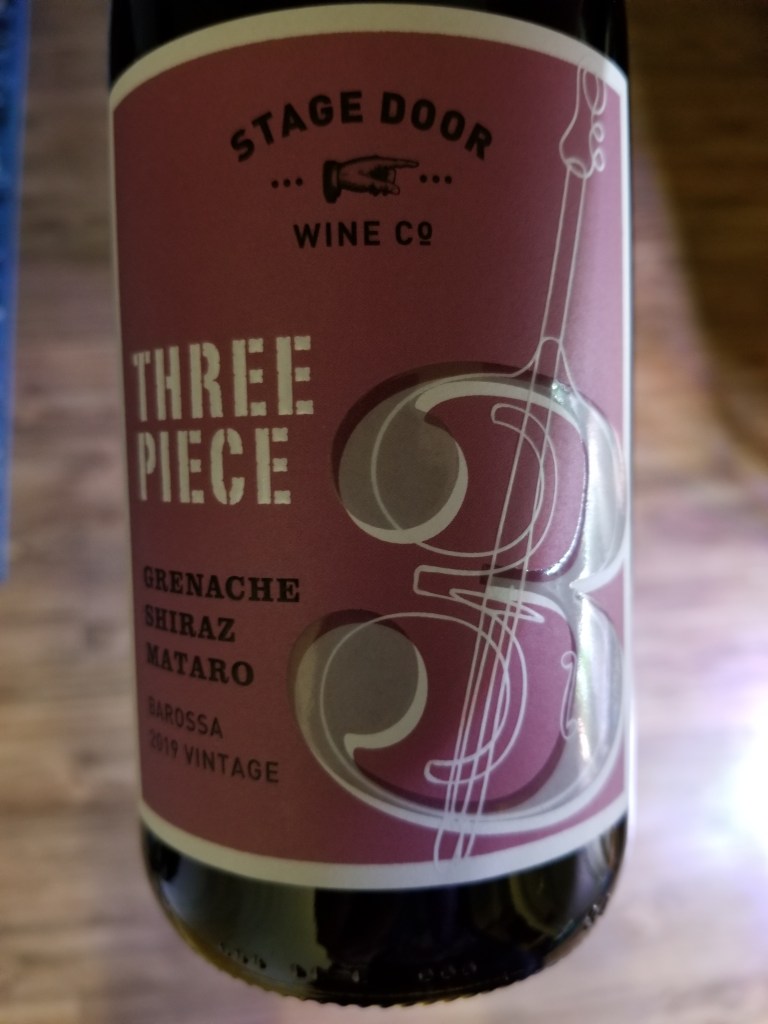 STAGE DOOR
WINE Co
THREE
PIECE
3
GRENACHE
SHIRAZ
MATARO
BAROSSA
2019 VINTAGE